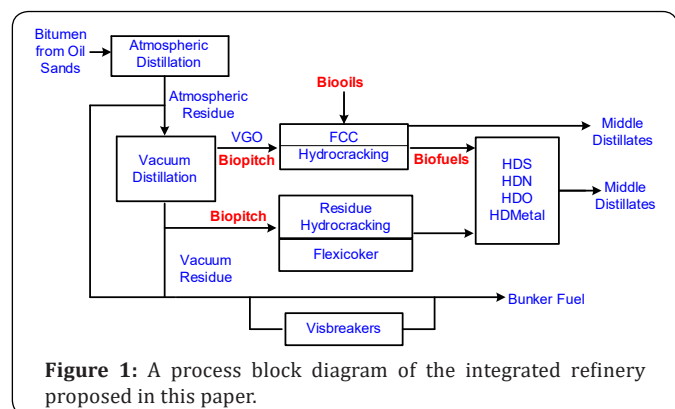 Bitumen
from Oil
Sands
Atmospheric
Distillation
Atmospheric
Residue
Biooils
VGO
Biopitch
FCC
Hydrocracking
Biofuels
Middle
Distillates
Vacuum
Distillation
HDS
HDN
HDO
HDMetal
Middle
Distillates
Biopitch
Residue
Hydrocracking
Flexicoker
Vacuum
Residue
Bunker Fuel
Visbreakers
Figure 1: A process block diagram of the integrated refinery
proposed in this paper.